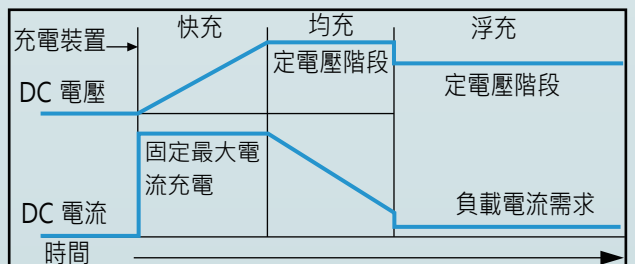 快充
均充
浮充
充電裝置
定電壓階段
定電壓階段
DC 電壓
固定最大電
流充電
負載電流需求
DC 電流
時間